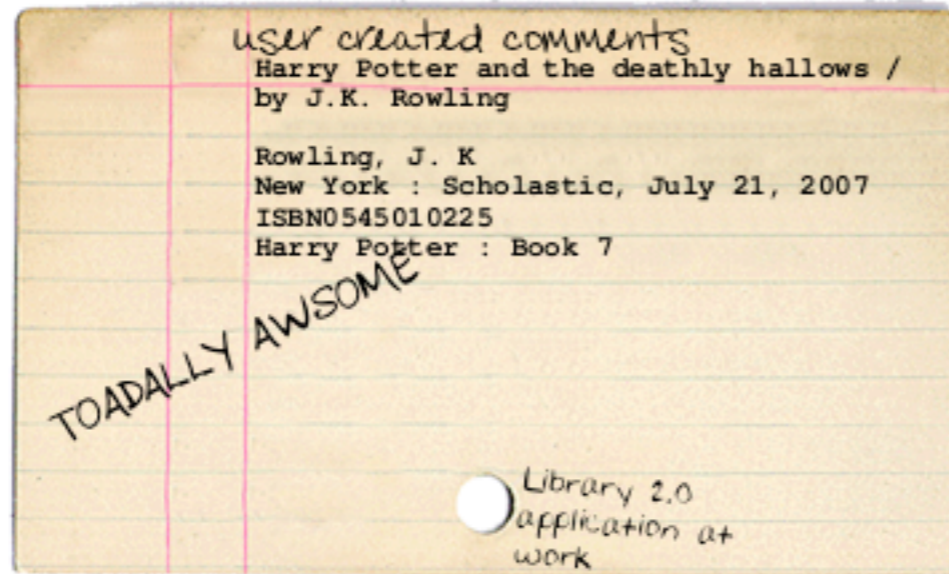 user created comments
Harry Potter and the deathly hallows /
by J.K. Rowling
Rowling, J. K
New York : Scholastic, July 21, 2007
ISBN0545010225
Harry Potter : Book 7
TOADALLY AWSOME
Library 2.0
application at
work